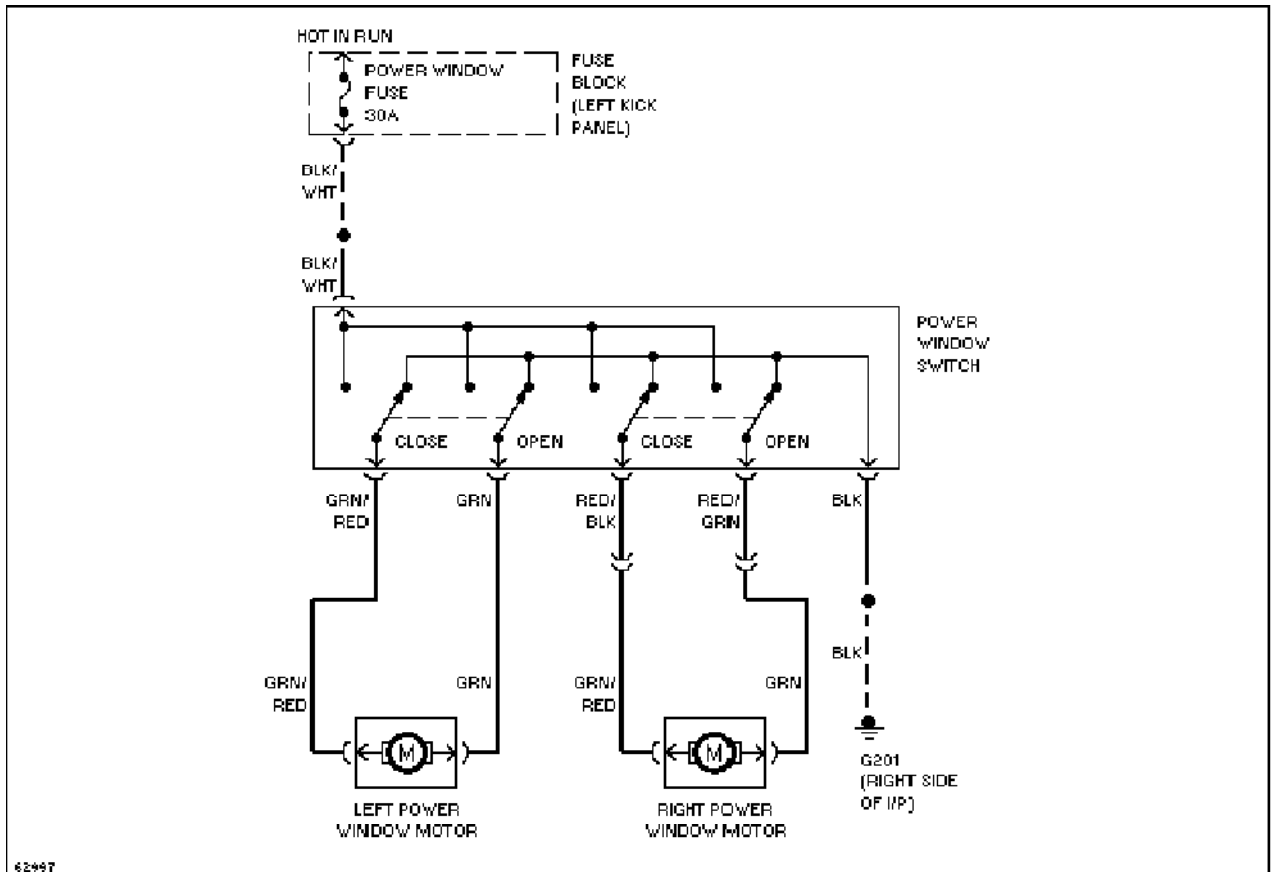 HOT IN RUN
POWER WINDOW
FUSE
30A
FUSE
BLOCK
(LEFT KICK
PANEL)
BLK/
WHT
BLK/
WHT
POWER
WINDOW
SWITCH
CLOSE
OPEN
CLOSE
OPEN
GRN/
RED
GRN
RED/
BLK
RED/
GRN
BLK
BLK
GRN/
RED
GRN
GRN/
RED
GRN
M
M
G201
(RIGHT SIDE
OF I/P)
LEFT POWER
WINDOW MOTOR
RIGHT POWER
WINDOW MOTOR
62997